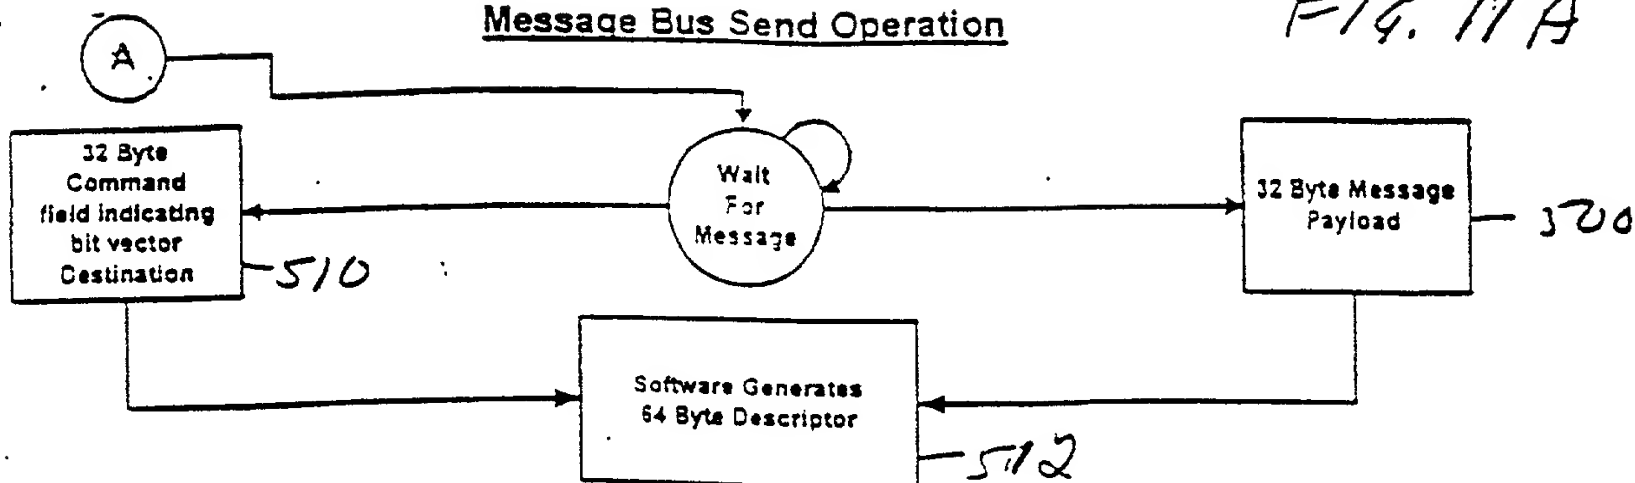 Message Bus Send Operation
FIG. 11A
A
32 Byte
Command
field indicating
bit vector
Destination
510
Wait
For
Message
32 Byte Message
Payload
500
Software Generates
64 Byte Descriptor
512